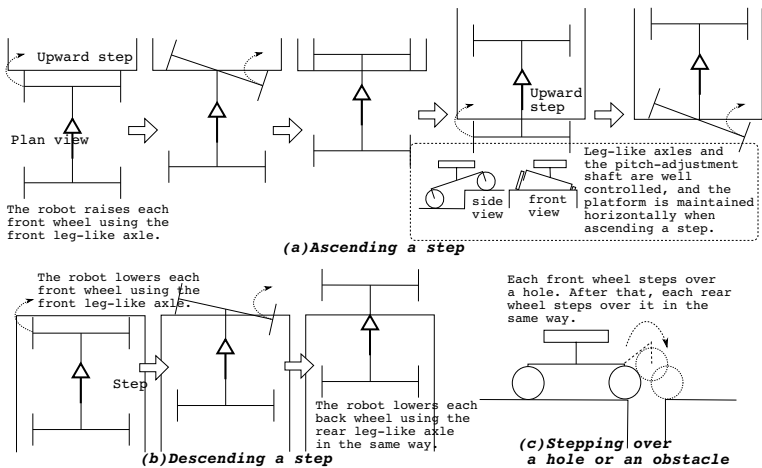 Upward step
Plan view
The robot raises each
front wheel using the
front leg-like axle.
Upward
step
side
view
front
view
Leg-like axles and
the pitch-adjustment
shaft are well
controlled, and the
platform is maintained
horizontally when
ascending a step.
(a)Ascending a step
The robot lowers each
front wheel using the
front leg-like axle.
Step
The robot lowers each
back wheel using the
rear leg-like axle
in the same way.
(b)Descending a step
Each front wheel steps over
a hole. After that, each rear
wheel steps over it in the
same way.
(c)Stepping over
a hole or an obstacle